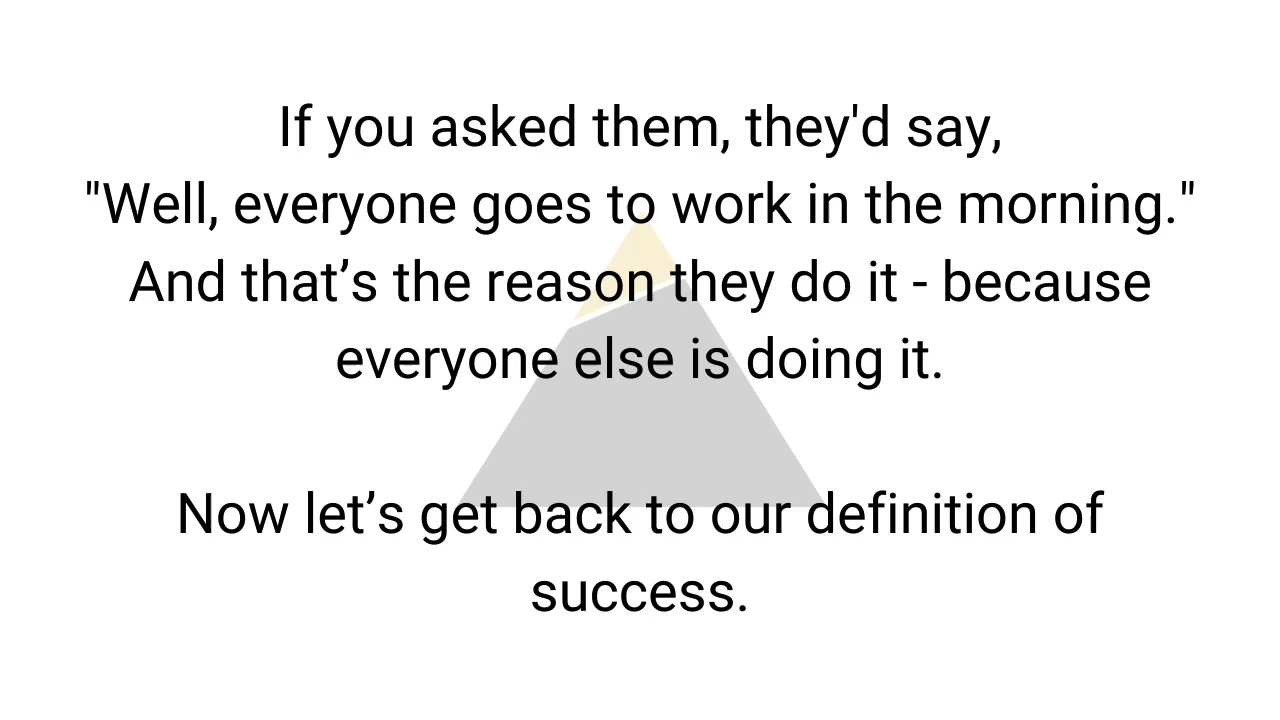 If you asked them, they'd say,
"Well, everyone goes to work in the morning."
And that’s the reason they do it - because
everyone else is doing it.
Now let’s get back to our definition of
success.